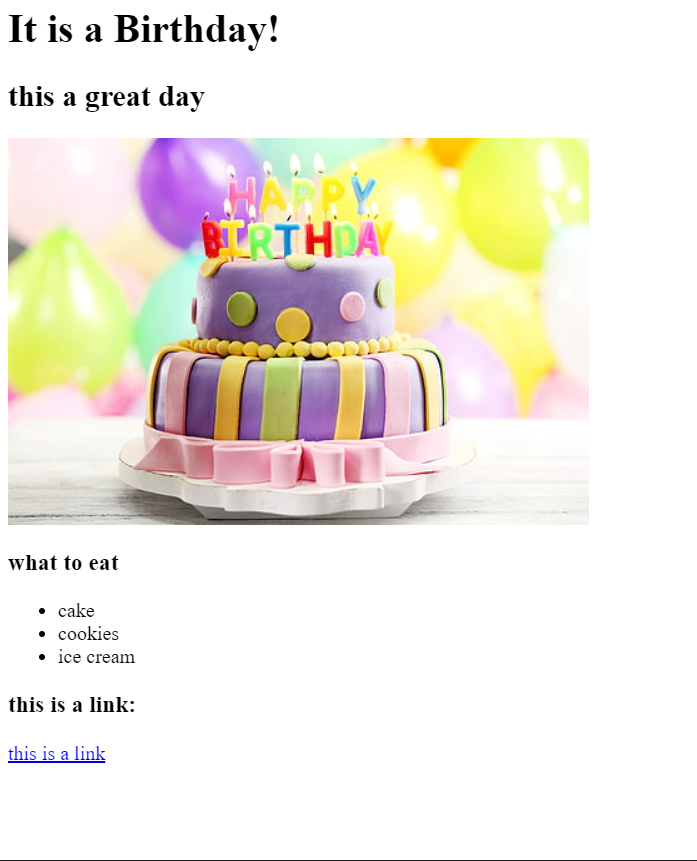 It is a Birthday!
this a great day
HAPPY
BIRTHDAY
what to eat
cake
cookies
ice cream
this is a link:
this is a link